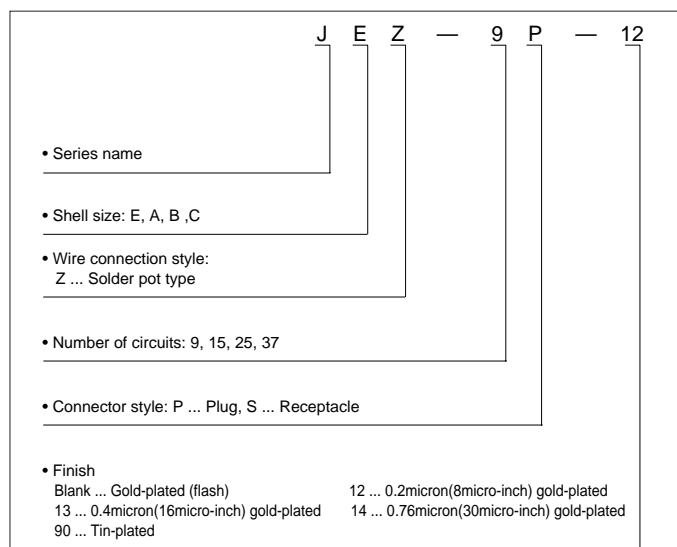 J E Z — 9 P — 12
• Series name
• Shell size: E, A, B ,C
• Wire connection style:
Z ... Solder pot type
• Number of circuits: 9, 15, 25, 37
• Connector style: P ... Plug, S ... Receptacle
• Finish
Blank ... Gold-plated (flash) 12 ... 0.2micron(8micro-inch) gold-plated
13 ... 0.4micron(16micro-inch) gold-plated 14 ... 0.76micron(30micro-inch) gold-plated
90 ... Tin-plated